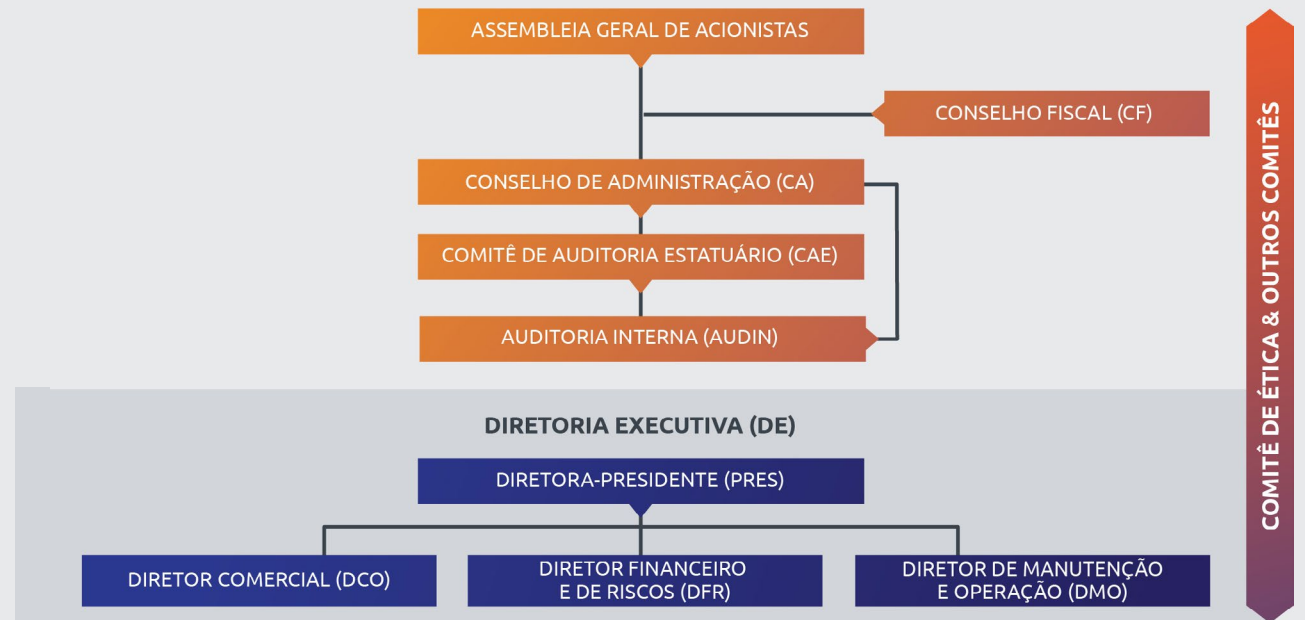 ASSEMBLEIA GERAL DE ACIONISTAS
CONSELHO FISCAL (CF)
CONSELHO DE ADMINISTRAÇÃO (CA)
COMITÊ DE AUDITORIA ESTATUÁRIO (CAE)
AUDITORIA INTERNA (AUDIN)
DIRETORIA EXECUTIVA (DE)
DIRETORA-PRESIDENTE (PRES)
DIRETOR COMERCIAL (DCO)
DIRETOR FINANCEIRO
E DE RISCOS (DFR)
DIRETOR DE MANUTENÇÃO
E OPERAÇÃO (DMO)
COMITÊ DE ÉTICA & OUTROS COMITÊS